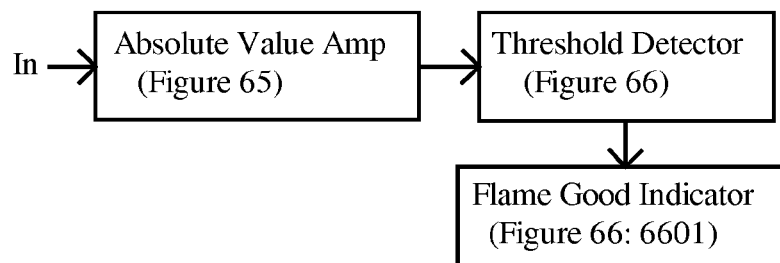 In
Absolute Value Amp
(Figure 65)
Threshold Detector
(Figure 66)
Flame Good Indicator
(Figure 66: 6601)